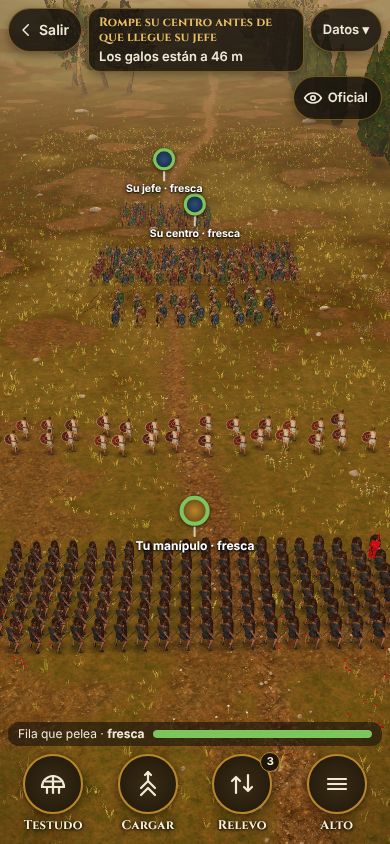 Salir
ROMPE SU CENTRO ANTES DE
QUE LLEGUE SU JEFE
Los galos están a 46 m
Datos ▾
Oficial
Su jefe · fresca
Su centro · fresca
Tu manípulo · fresca
Fila que pelea · fresca
3
TESTUDO
CARGAR
RELEVO
ALTO